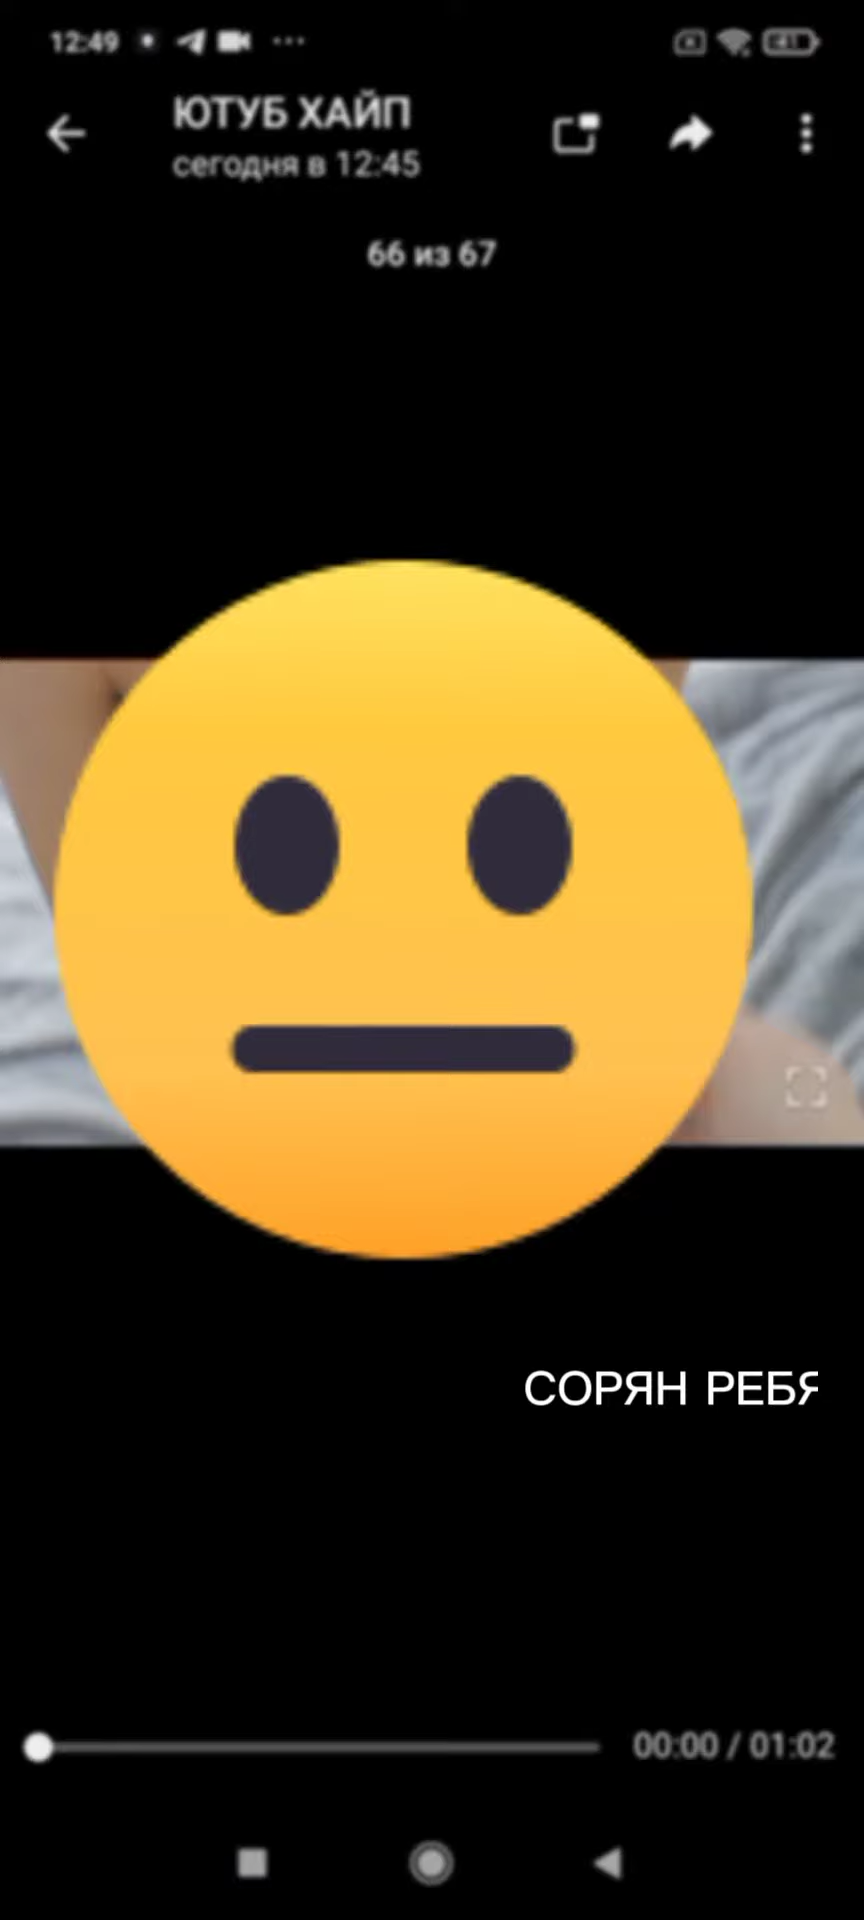 12:49
ЮТУБ ХАЙП
сегодня в 12:45
66 из 67
СОРЯН РЕБЯ
00:00 / 01:02